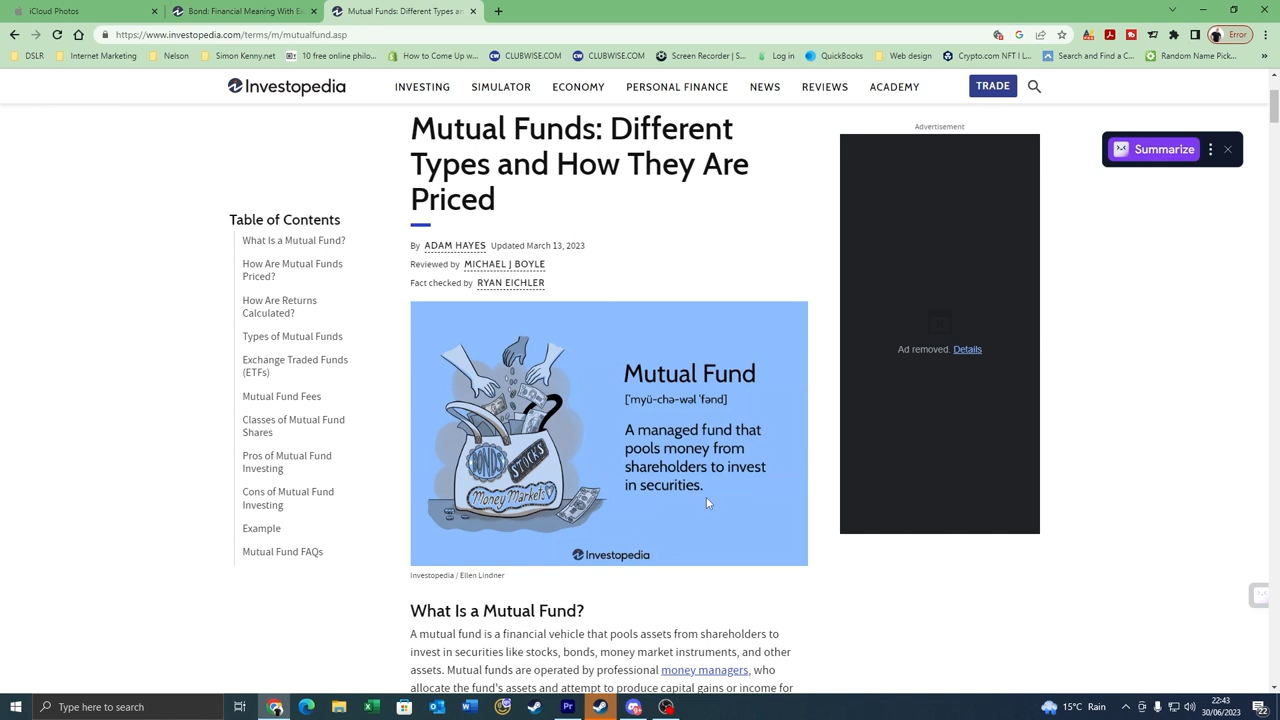 iCloud Photos
Mutual Funds: Different Types an
https://www.investopedia.com/terms/m/mutualfund.asp
Error
DSLR
Internet Marketing
Nelson
Simon Kenny.net
10 free online philo...
How to Come up Wi...
CLUBWISE.COM
CLUBWISE.COM
Screen Recorder |S...
Log in
QuickBooks
Web design
Crypto.com NFT | ...
Search and Find a C...
Random Name Pick...
Investopedia
INVESTING
SIMULATOR
ECONOMY
PERSONAL FINANCE
NEWS
REVIEWS
ACADEMY
TRADE
Mutual Funds: Different
Types and How They Are
Priced
By ADAM HAYES Updated March 13, 2023
Reviewed by MICHAEL J BOYLE
Fact checked by RYAN EICHLER
Table of Contents
What Is a Mutual Fund?
How Are Mutual Funds
Priced?
How Are Returns
Calculated?
Types of Mutual Funds
Exchange Traded Funds
(ETFs)
Mutual Fund Fees
Classes of Mutual Fund
Shares
Pros of Mutual Fund
Investing
Cons of Mutual Fund
Investing
Example
Mutual Fund FAQs
BONDS
STOCKS
Money Markets
Mutual Fund
['myü-chə-wəl 'fənd]
A managed fund that
pools money from
shareholders to invest
in securities.
Investopedia
Investopedia / Ellen Lindner
What Is a Mutual Fund?
A mutual fund is a financial vehicle that pools assets from shareholders to
invest in securities like stocks, bonds, money market instruments, and other
assets. Mutual funds are operated by professional money managers, who
allocate the fund's assets and attempt to produce capital gains or income for
Advertisement
Ad removed. Details
Summarize
Type here to search
15°C Rain
22:43
30/06/2023